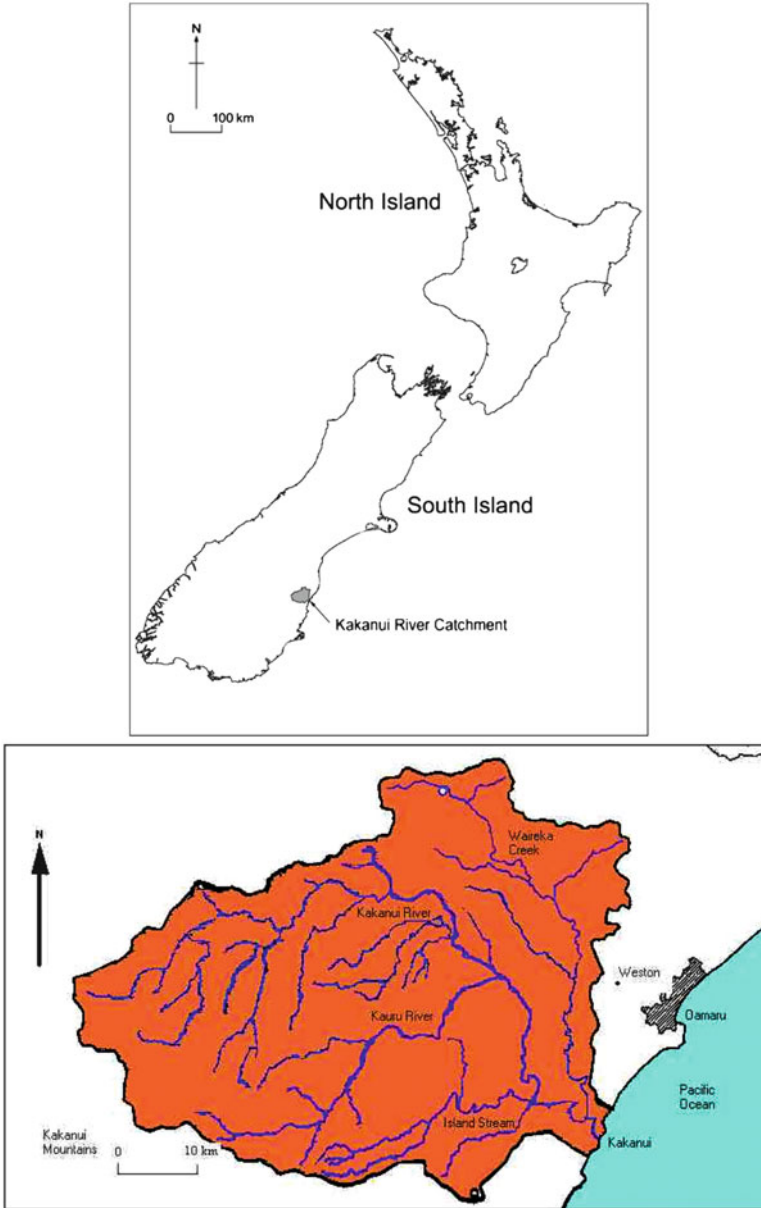 N
0 100 km
North Island
South Island
Kakanui River Catchment
N
Waireka
Creek
Kakanui River
Weston
Oamaru
Kauru River
Pacific
Ocean
Island Stream
Kakanui
Kakanui
Mountains
0 10 km